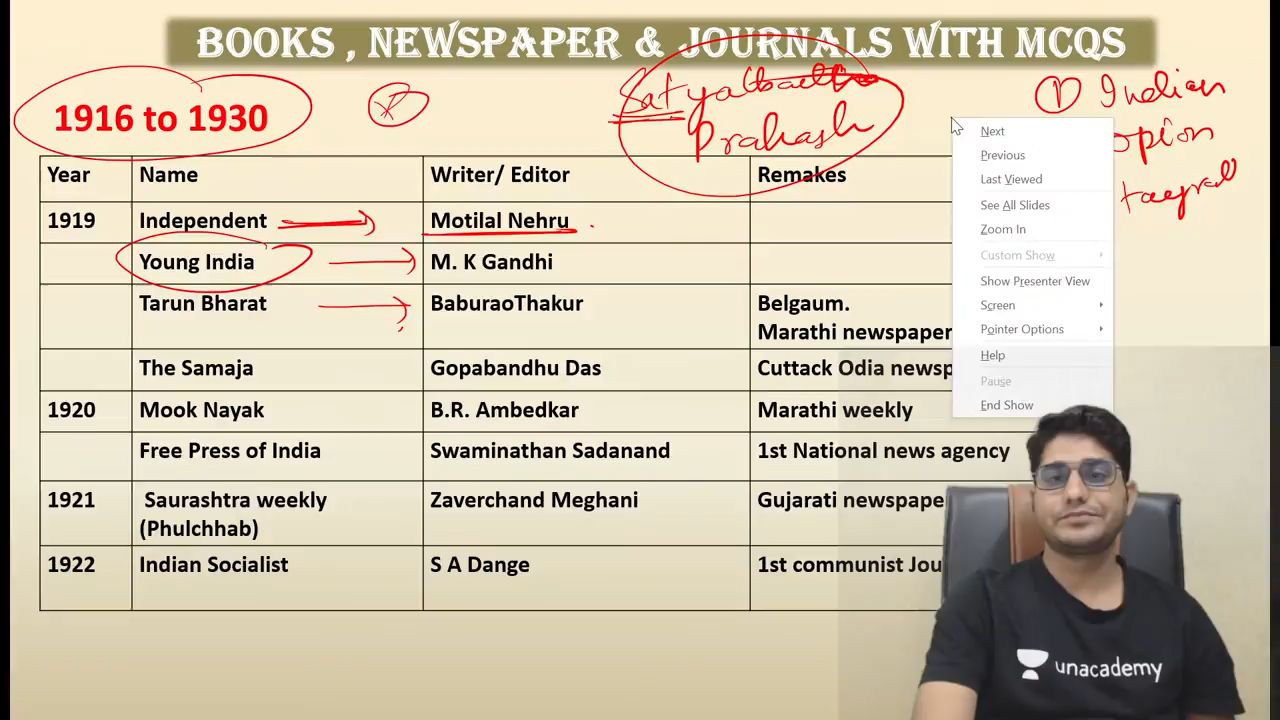 BOOKS , NEWSPAPER & JOURNALS WITH MCQS
1916 to 1930
Prakash
Indian
Year Name Writer/ Editor Remakes
1919 Independent Motilal Nehru
Young India M. K Gandhi
Tarun Bharat BaburaoThakur Belgaum.
Marathi newspaper
The Samaja Gopabandhu Das Cuttack Odia newsp
1920 Mook Nayak B.R. Ambedkar Marathi weekly
Free Press of India Swaminathan Sadanand 1st National news agency
1921 Saurashtra weekly Zaverchand Meghani Gujarati newspape
(Phulchhab)
1922 Indian Socialist S A Dange 1st communist Jou
Next
Previous
Last Viewed
See All Slides
Zoom In
Custom Show
Show Presenter View
Screen
Pointer Options
Help
Pause
End Show
unacademy